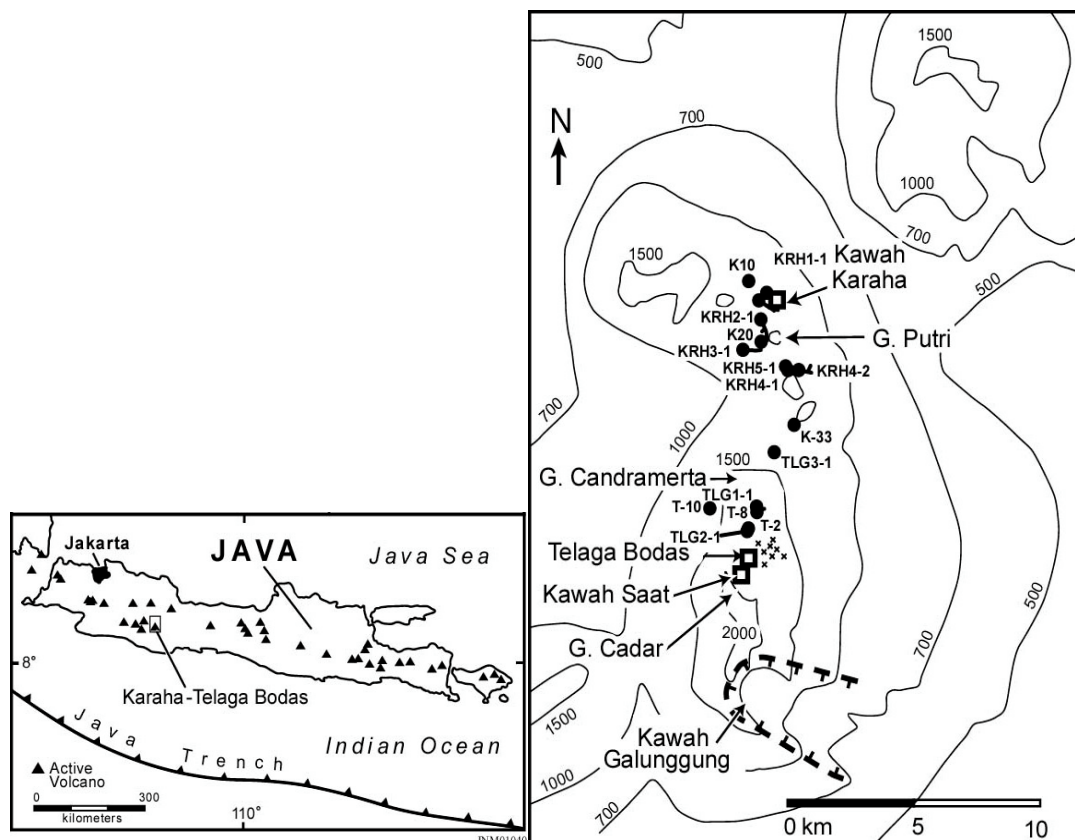 Jakarta
JAVA
Java Sea
8°
Karaha-Telaga Bodas
Java Trench
Indian Ocean
Active
Volcano
0 300
kilometers
110°
1500
500
N
700
1000
700
1500
K10
KRH1-1
Kawah
Karaha
500
KRH2-1
K20
G. Putri
KRH3-1
KRH5-1
KRH4-2
KRH4-1
700
1000
K-33
1500
TLG3-1
G. Candramerta
TLG1-1
T-10
T-8
T-2
TLG2-1
Telaga Bodas
Kawah Saat
500
2000
700
G. Cadar
1500
Kawah
Galunggung
1000
700
0 km 5 10